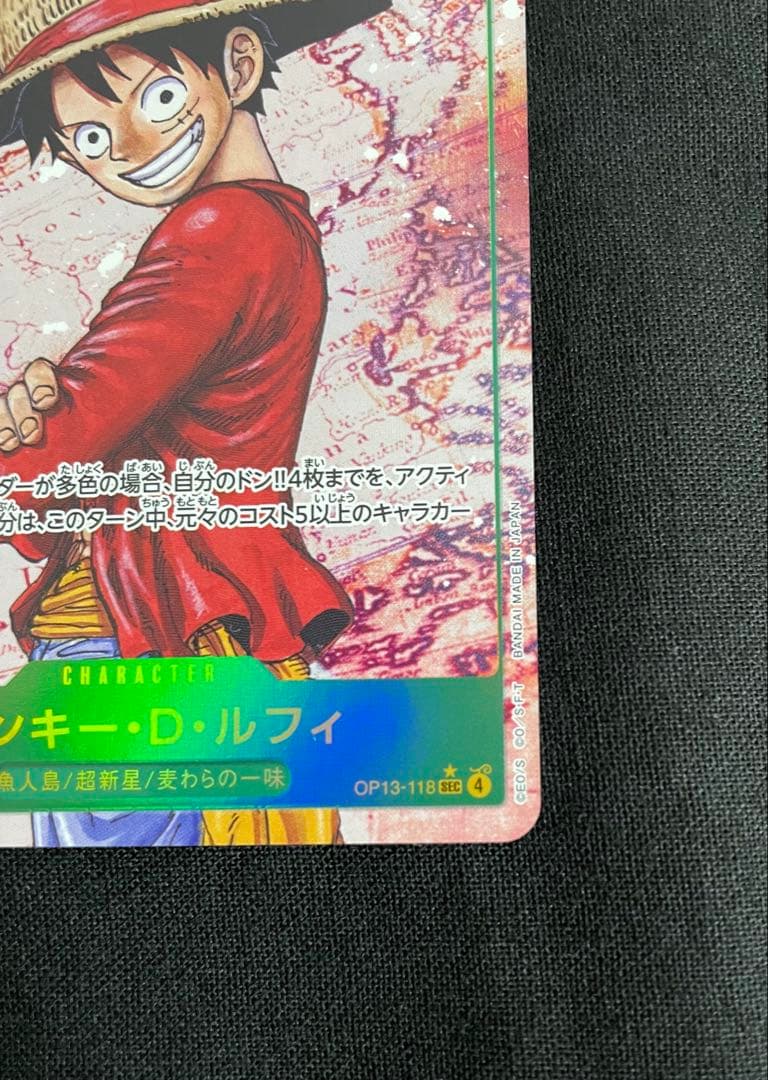 ダーが多色の場合、自分のドン!!4枚までを、アクティ
分は、このターン中、元々のコスト5以上のキャラカー
CHARACTER
ンキー・D・ルフィ
魚人島/超新星/麦わらの一味
OP13-118 SEC 4
©EO/S ©O/S・F・T BANDAI MADE IN JAPAN